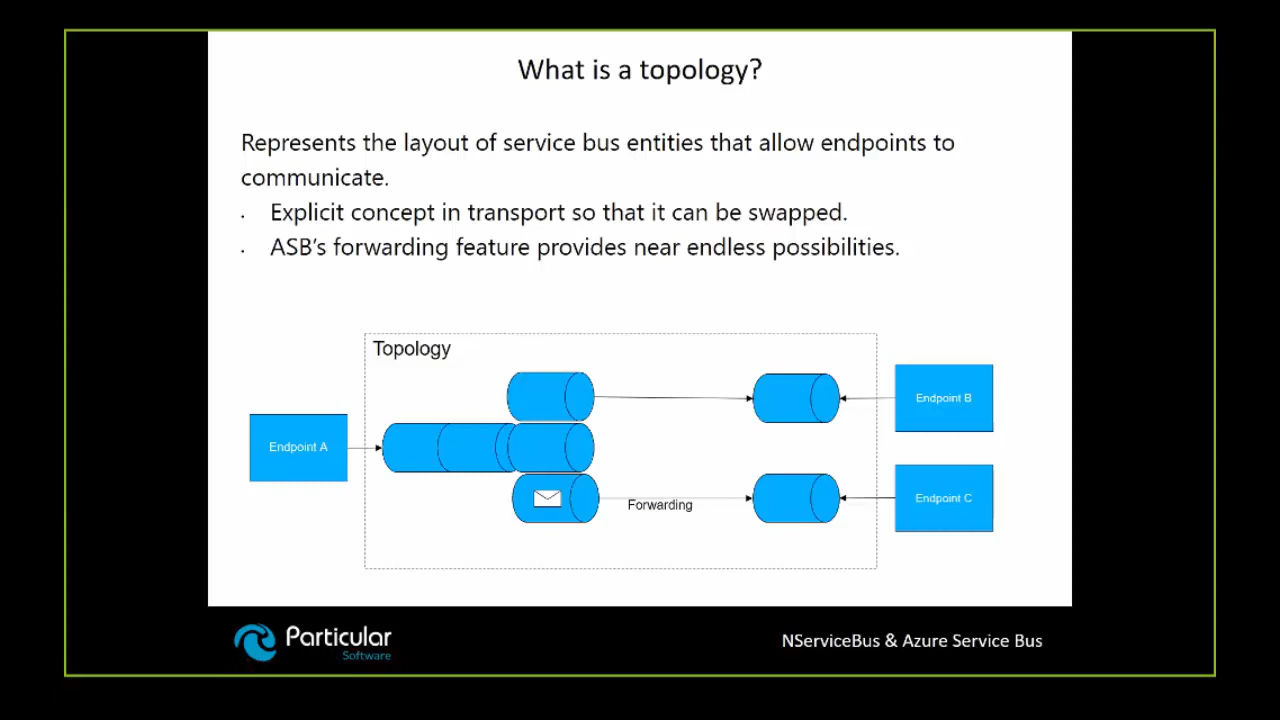 What is a topology?
Represents the layout of service bus entities that allow endpoints to
communicate.
• Explicit concept in transport so that it can be swapped.
• ASB's forwarding feature provides near endless possibilities.
Topology
Endpoint A
Endpoint B
Endpoint C
Forwarding
Particular
Software
NServiceBus & Azure Service Bus